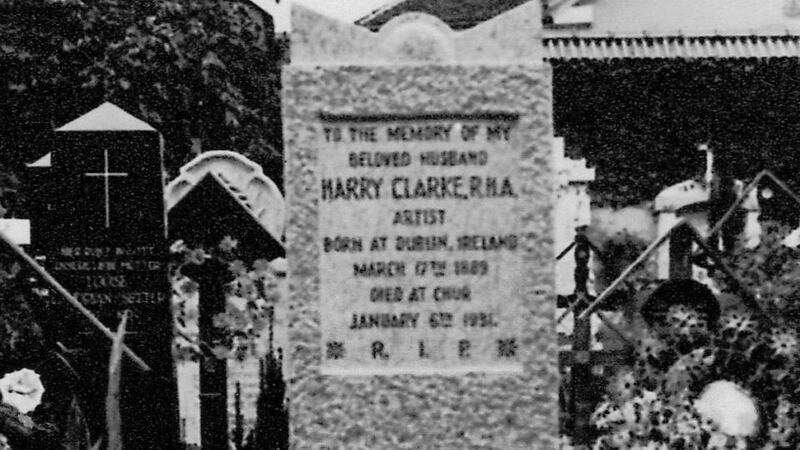 TO THE MEMORY OF MY
BELOVED HUSBAND
HARRY CLARKE, R.H.A.
ARTIST
BORN AT DUBLIN, IRELAND
MARCH 17TH 1889
DIED AT CHUR
JANUARY 6TH 1931.
R. I. P.
LOUISE